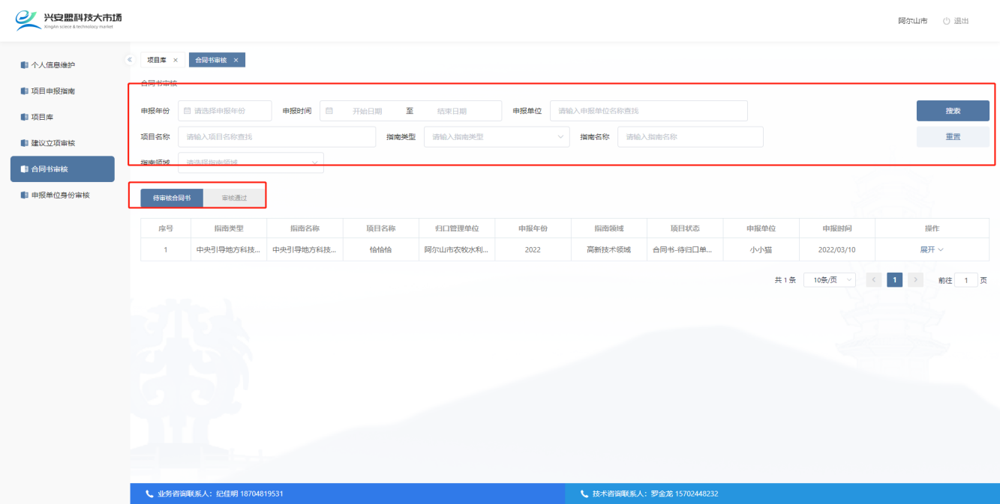 兴安盟科技大市场
XingAn sciece & technolocy market
阿尔山市 退出
个人信息维护
项目申报指南
项目库
建议立项审核
合同书审核
申报单位身份审核
项目库 × 合同书审核 ×
合同书审核
申报年份 请选择申报年份 申报时间 开始日期 至 结束日期 申报单位 请输入申报单位名称查找 搜索
项目名称 请输入项目名称查找 指南类型 请输入指南类型 指南名称 请输入指南名称 重置
指南领域 请选择指南领域
待审核合同书 审核通过
序号 指南类型 指南名称 项目名称 归口管理单位 申报年份 指南领域 项目状态 申报单位 申报时间 操作
1 中央引导地方科技... 中央引导地方科技... 恰恰恰 阿尔山市农牧水利... 2022 高新技术领域 合同书-待归口单... 小小猫 2022/03/10 展开
共 1 条 10条/页 < 1 > 前往 1 页
业务咨询联系人：纪佳明 18704819531
技术咨询联系人：罗金龙 15702448232